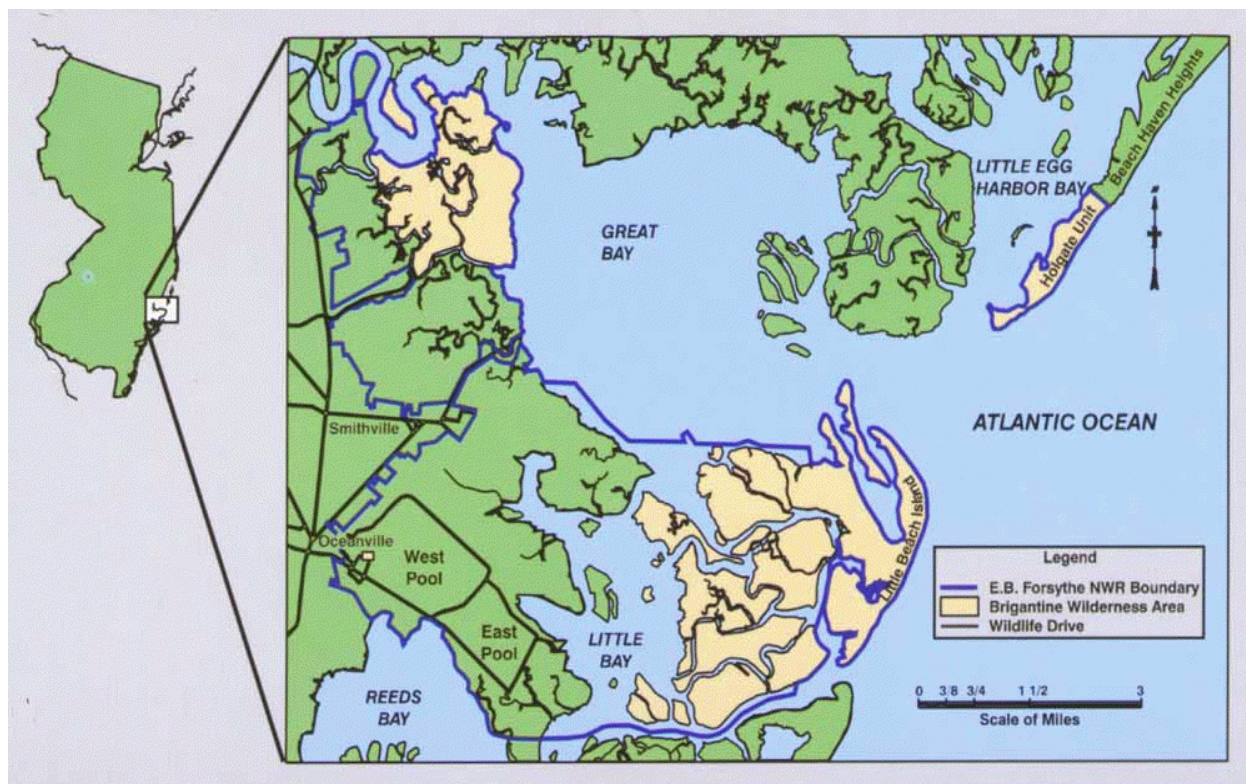 Beach Haven Heights
LITTLE EGG
HARBOR BAY
Holgate Unit
GREAT
BAY
ATLANTIC OCEAN
Smithville
Little Beach Island
Oceanville
West
Pool
East
Pool
LITTLE
BAY
REEDS
BAY
Legend
E.B. Forsythe NWR Boundary
Brigantine Wilderness Area
Wildlife Drive
0 3/8 3/4 1 1/2 3
Scale of Miles